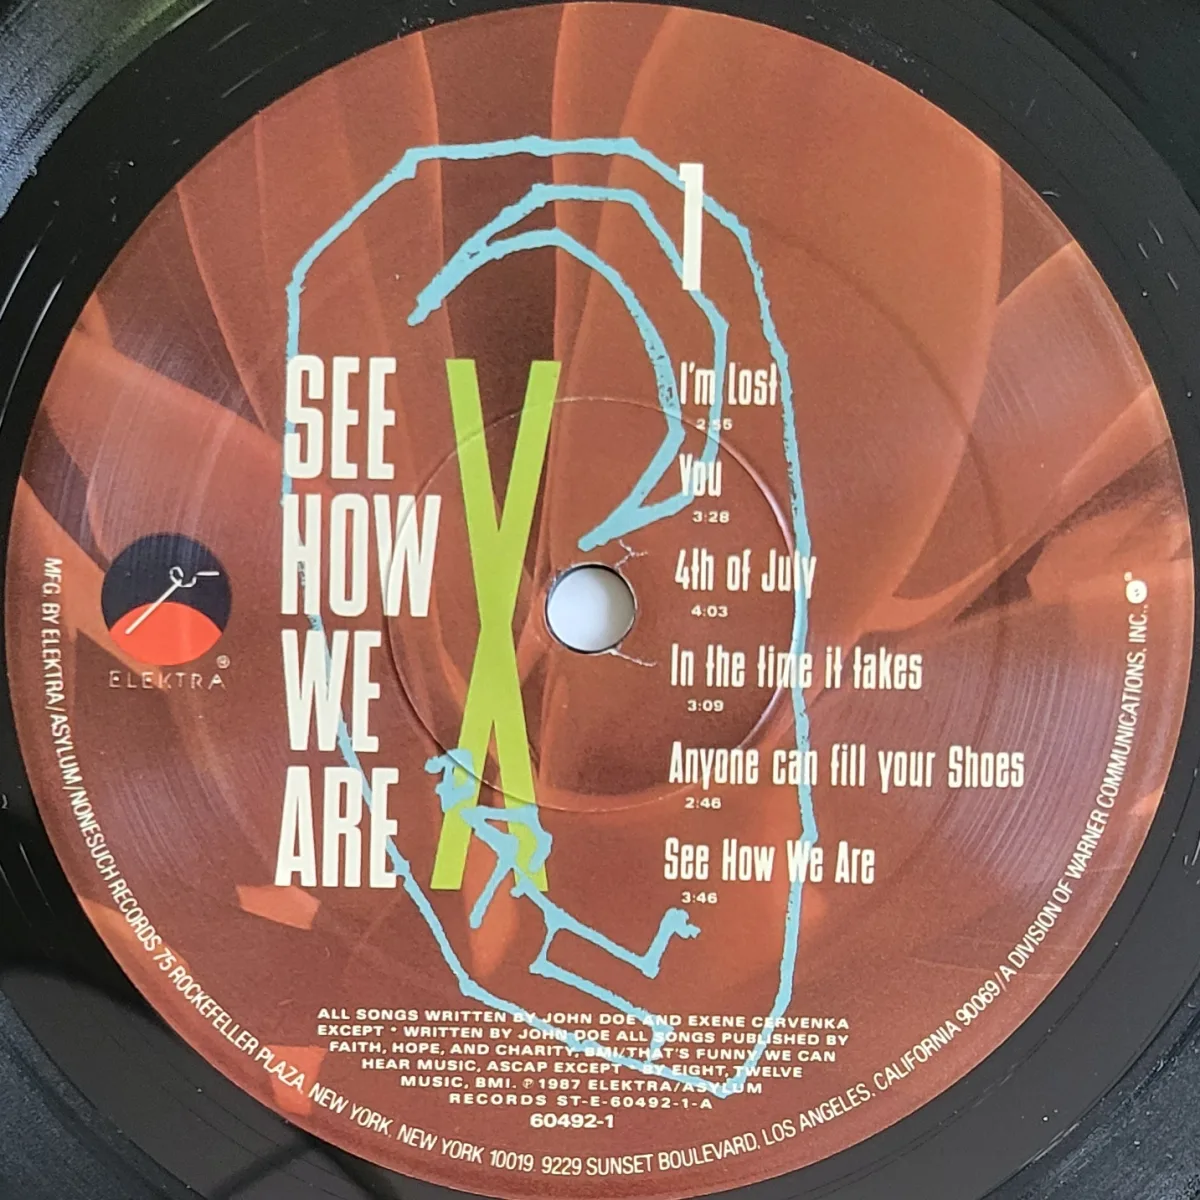 1
SEE
HOW
WE
ARE
X
I'm Lost
2:55
You
3:28
4th of July
4:03
In the time it takes
3:09
Anyone can fill your Shoes
2:46
See How We Are
3:46
ELEKTRA®
ALL SONGS WRITTEN BY JOHN DOE AND EXENE CERVENKA
EXCEPT * WRITTEN BY JOHN DOE ALL SONGS PUBLISHED BY
FAITH, HOPE, AND CHARITY, BMI/THAT'S FUNNY, WE CAN
HEAR MUSIC, ASCAP EXCEPT * BY EIGHT, TWELVE
MUSIC, BMI. ℗ 1987 ELEKTRA/ASYLUM
RECORDS ST-E-60492-1-A
60492-1
MFG. BY ELEKTRA/ASYLUM/NONESUCH RECORDS 75 ROCKEFELLER PLAZA, NEW YORK, NEW YORK 10019. 9229 SUNSET BOULEVARD, LOS ANGELES, CALIFORNIA 90069/A DIVISION OF WARNER COMMUNICATIONS, INC.